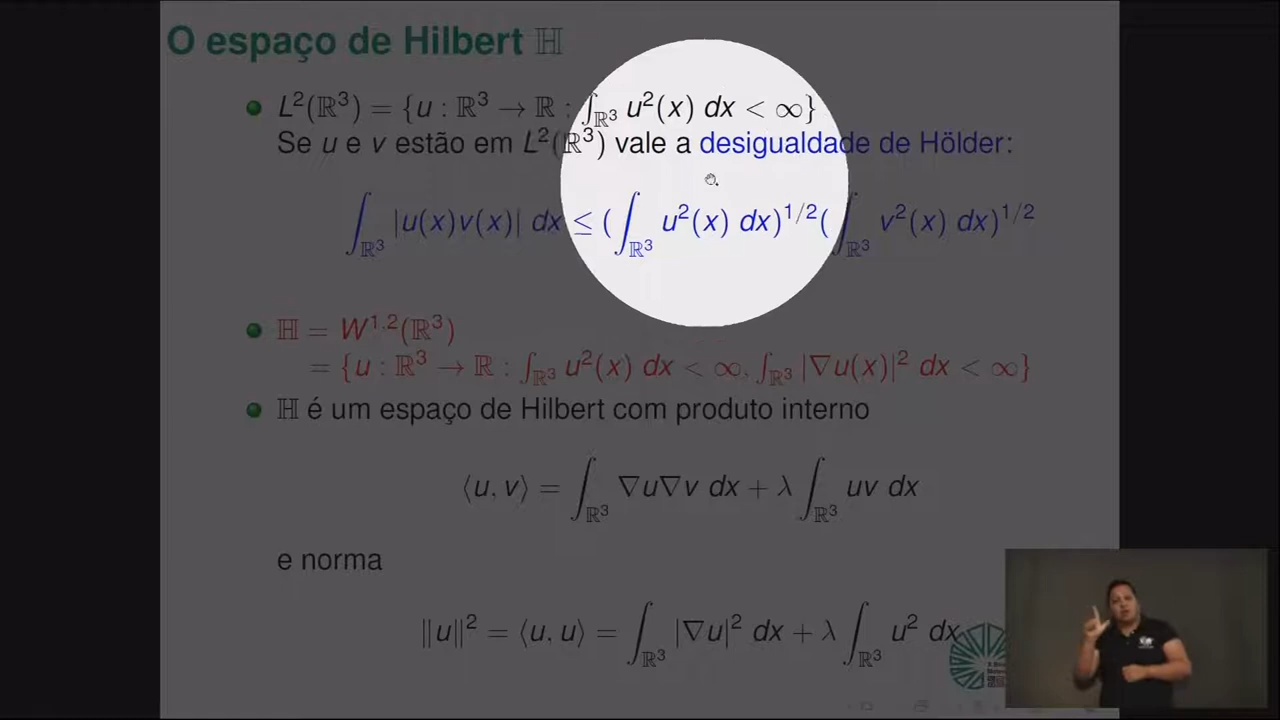 O espaço de Hilbert ℍ
L²(ℝ³) = {u : ℝ³ → ℝ : ∫_ℝ³ u²(x) dx < ∞}
Se u e v estão em L²(ℝ³) vale a desigualdade de Hölder:
∫_ℝ³ |u(x)v(x)| dx ≤ (∫_ℝ³ u²(x) dx)^1/2 (∫_ℝ³ v²(x) dx)^1/2
ℍ = W^1,2(ℝ³)
= {u : ℝ³ → ℝ : ∫_ℝ³ u²(x) dx < ∞, ∫_ℝ³ |∇u(x)|² dx < ∞}
ℍ é um espaço de Hilbert com produto interno
⟨u, v⟩ = ∫_ℝ³ ∇u∇v dx + λ ∫_ℝ³ uv dx
e norma
‖u‖² = ⟨u, u⟩ = ∫_ℝ³ |∇u|² dx + λ ∫_ℝ³ u² dx